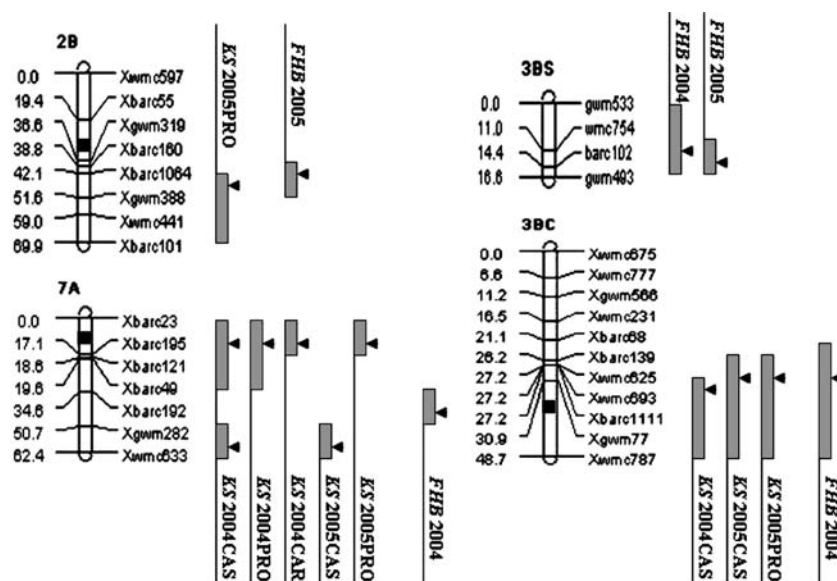 2B
0.0 Xwmc597
19.4 Xbarc55
36.6 Xgwm319
38.8 Xbarc160
42.1 Xbarc1064
51.6 Xgwm388
59.0 Xwmc441
69.9 Xbarc101
KS 2005PRO
FHB 2005
3BS
0.0 gwm533
11.0 wmc754
14.4 barc102
16.6 gwm493
FHB 2004
FHB 2005
7A
0.0 Xbarc23
17.1 Xbarc195
18.6 Xbarc121
19.6 Xbarc49
34.6 Xbarc192
50.7 Xgwm282
62.4 Xwmc633
KS 2004CAS
KS 2004PRO
KS 2004CAR
KS 2005CAS
KS 2005PRO
FHB 2004
3BC
0.0 Xwmc675
6.6 Xwmc777
11.2 Xgwm566
16.5 Xwmc231
21.1 Xbarc68
26.2 Xbarc139
27.2 Xwmc625
27.2 Xwmc693
27.2 Xbarc1111
30.9 Xgwm77
48.7 Xwmc787
KS 2004CAS
KS 2005CAS
KS 2005PRO
FHB 2004